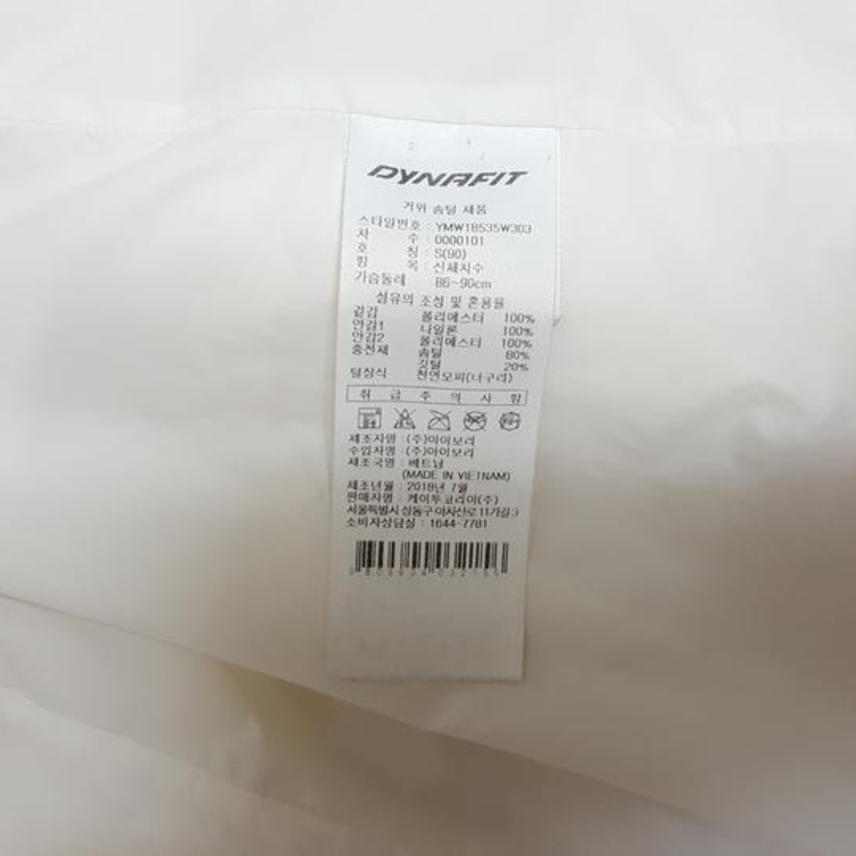 DYNAFIT
거위 솜털 제품
스타일번호 : YMW18535W303
차 수 : 0000101
호 칭 : S(90)
항 목 : 신체치수
가슴둘레 86~90cm
섬유의 조성 및 혼용율
겉감 폴리에스터 100%
안감1 나일론 100%
안감2 폴리에스터 100%
충전재 솜털 80%
깃털 20%
털장식 천연모피(너구리)
취 급 주 의 사 항
제조자명 : (주)아이보리
수입자명 : (주)아이보리
제조국명 : 베트남
(MADE IN VIETNAM)
제조년월 : 2018년 7월
판매자명 : 케이투코리아(주)
서울특별시 성동구 아차산로 11가길 3
소비자상담실 : 1644-7781